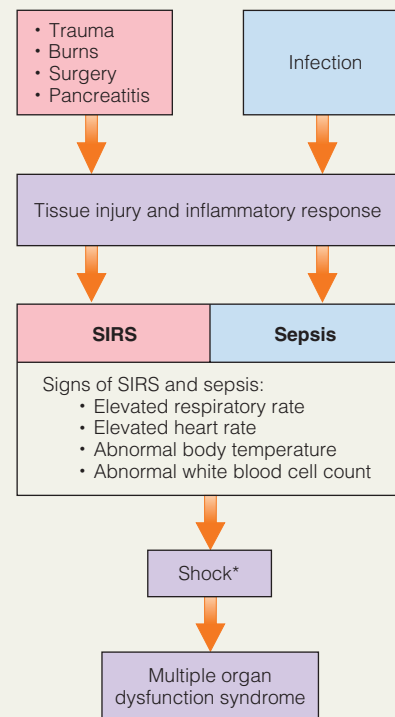 • Trauma
• Burns
• Surgery
• Pancreatitis
Infection
Tissue injury and inflammatory response
SIRS
Sepsis
Signs of SIRS and sepsis:
• Elevated respiratory rate
• Elevated heart rate
• Abnormal body temperature
• Abnormal white blood cell count
Shock*
Multiple organ
dysfunction syndrome